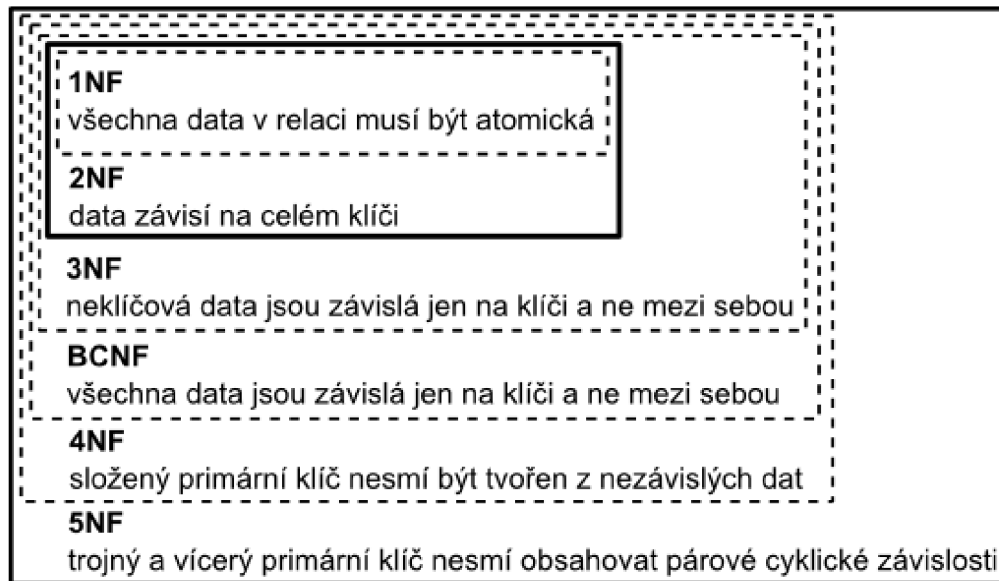 1NF
všechna data v relaci musí být atomická
2NF
data závisí na celém klíči
3NF
neklíčová data jsou závislá jen na klíči a ne mezi sebou
BCNF
všechna data jsou závislá jen na klíči a ne mezi sebou
4NF
složený primární klíč nesmí být tvořen z nezávislých dat
5NF
trojný a vícerý primární klíč nesmí obsahovat párové cyklické závislosti